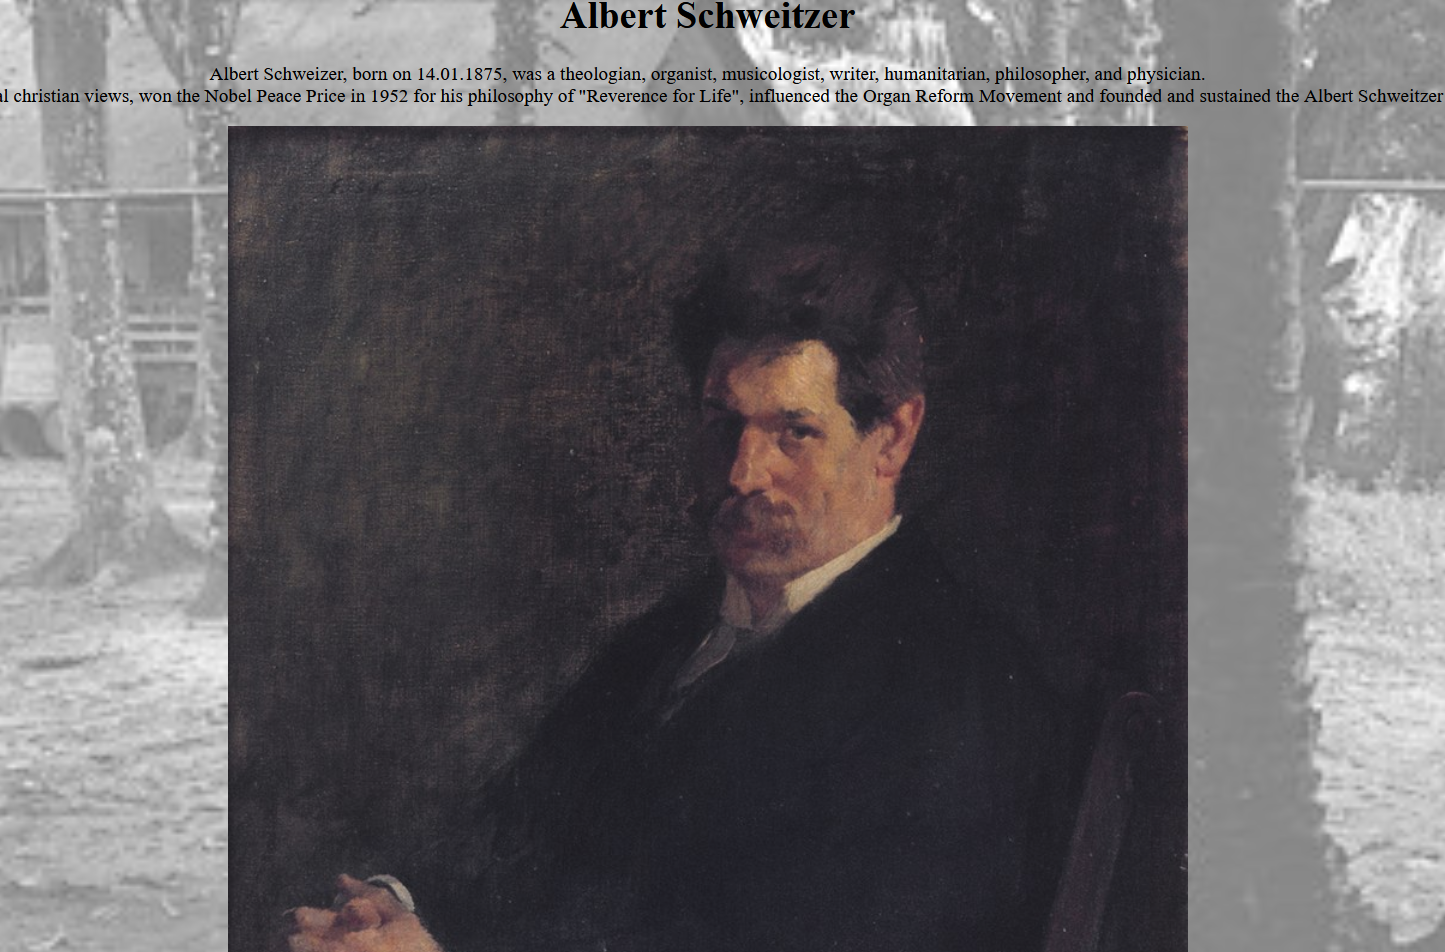 Albert Schweitzer
Albert Schweizer, born on 14.01.1875, was a theologian, organist, musicologist, writer, humanitarian, philosopher, and physician.
al christian views, won the Nobel Peace Price in 1952 for his philosophy of "Reverence for Life", influenced the Organ Reform Movement and founded and sustained the Albert Schweitzer